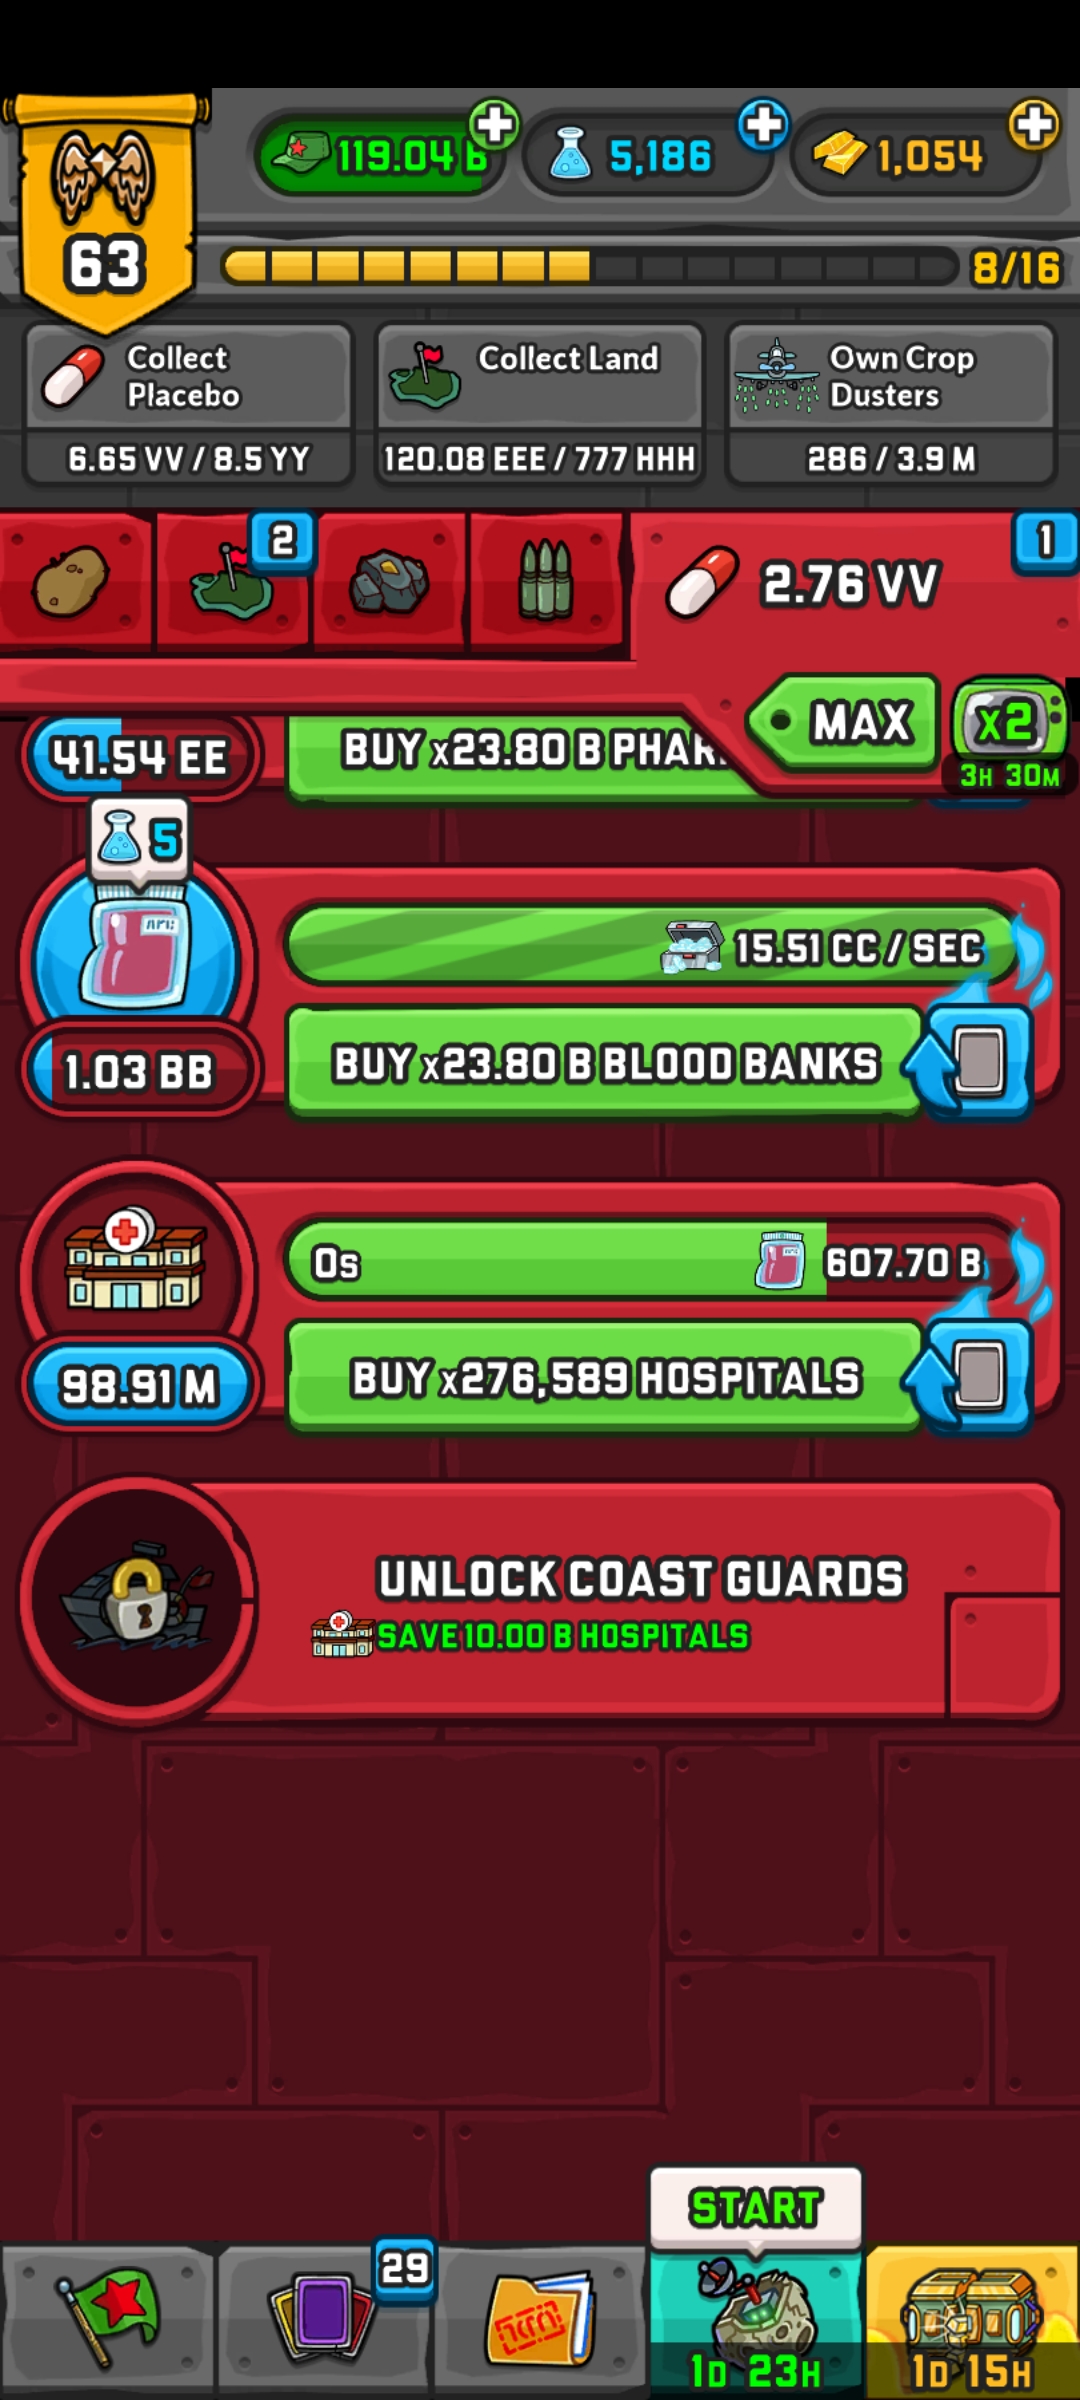 119.04 B
5,186
1,054
63
8/16
Collect
Placebo
6.65 VV / 8.5 YY
Collect Land
120.08 EEE / 777 HHH
Own Crop
Dusters
286 / 3.9 M
2
1
2.76 VV
MAX
x2
3H 30M
41.54 EE
BUY x23.80 B PHAR
5
15.51 CC / SEC
1.03 BB
BUY x23.80 B BLOOD BANKS
0s
607.70 B
98.91 M
BUY x276,589 HOSPITALS
UNLOCK COAST GUARDS
SAVE 10.00 B HOSPITALS
START
29
1D 23H
1D 15H